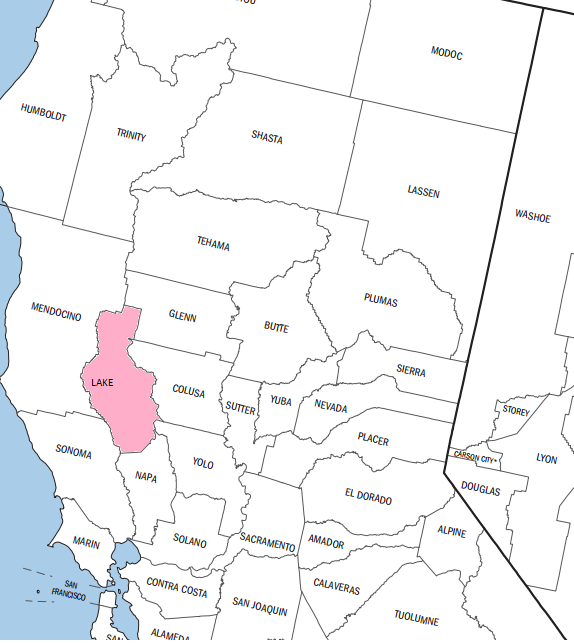 OU
MODOC
HUMBOLDT
TRINITY
SHASTA
LASSEN
WASHOE
TEHAMA
PLUMAS
MENDOCINO
GLENN
BUTTE
SIERRA
LAKE
COLUSA
SUTTER
YUBA
NEVADA
STOREY
PLACER
SONOMA
NAPA
YOLO
CARSON CITY*
LYON
EL DORADO
DOUGLAS
MARIN
SOLANO
SACRAMENTO
AMADOR
ALPINE
SAN
FRANCISCO
CONTRA COSTA
CALAVERAS
SAN JOAQUIN
TUOLUMNE
SAN
ALAMEDA